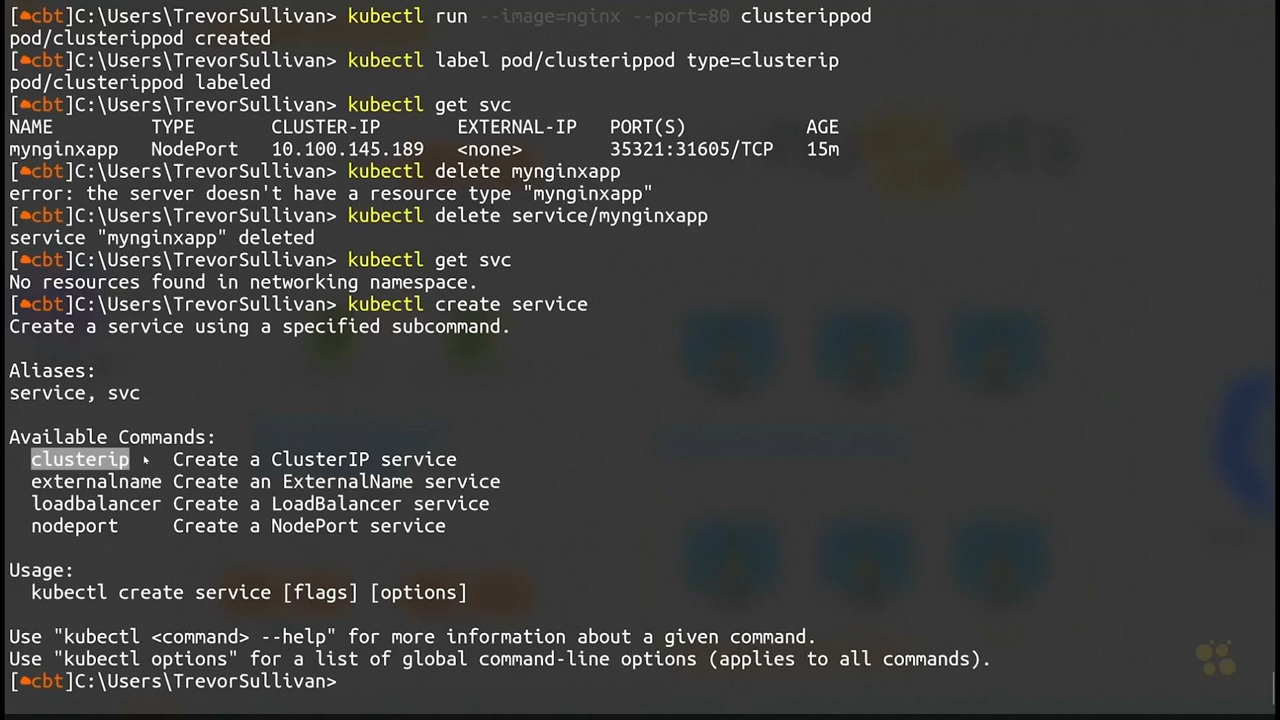 [cbt]C:\Users\TrevorSullivan> kubectl run --image=nginx --port=80 clusterippod
pod/clusterippod created
[cbt]C:\Users\TrevorSullivan> kubectl label pod/clusterippod type=clusterip
pod/clusterippod labeled
[cbt]C:\Users\TrevorSullivan> kubectl get svc
NAME TYPE CLUSTER-IP EXTERNAL-IP PORT(S) AGE
mynginxapp NodePort 10.100.145.189 <none> 35321:31605/TCP 15m
[cbt]C:\Users\TrevorSullivan> kubectl delete mynginxapp
error: the server doesn't have a resource type "mynginxapp"
[cbt]C:\Users\TrevorSullivan> kubectl delete service/mynginxapp
service "mynginxapp" deleted
[cbt]C:\Users\TrevorSullivan> kubectl get svc
No resources found in networking namespace.
[cbt]C:\Users\TrevorSullivan> kubectl create service
Create a service using a specified subcommand.
Aliases:
service, svc
Available Commands:
clusterip Create a ClusterIP service
externalname Create an ExternalName service
loadbalancer Create a LoadBalancer service
nodeport Create a NodePort service
Usage:
kubectl create service [flags] [options]
Use "kubectl <command> --help" for more information about a given command.
Use "kubectl options" for a list of global command-line options (applies to all commands).
[cbt]C:\Users\TrevorSullivan>